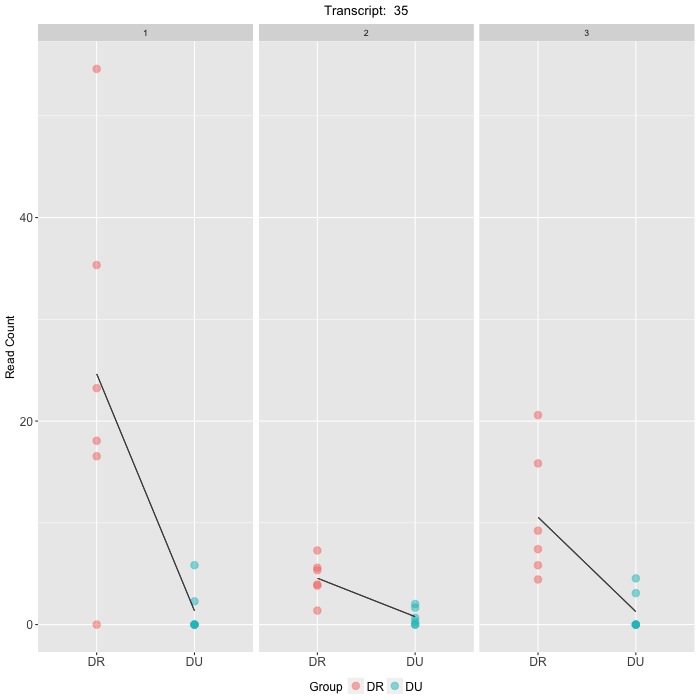 Transcript:  35
1 2 3
Read Count
40
20
0
DR DU DR DU DR DU
Group DR DU